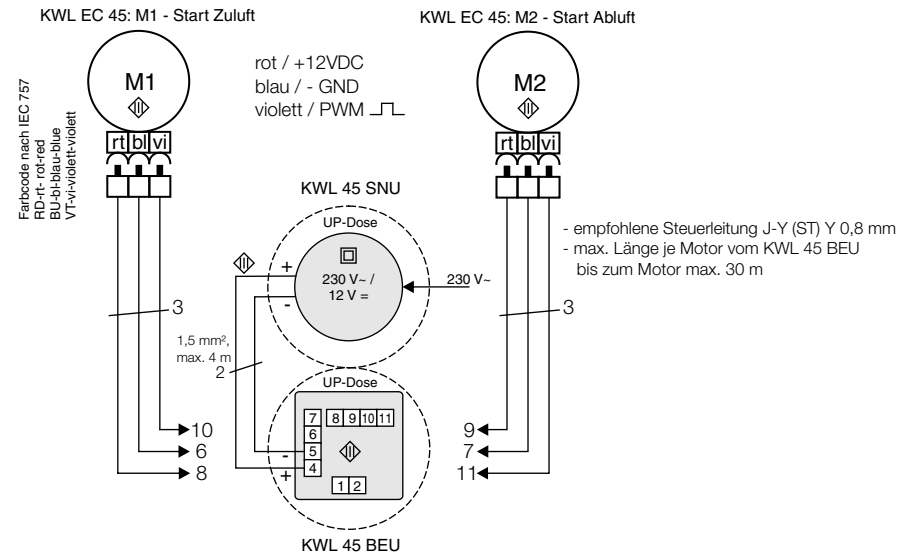 KWL EC 45: M1 - Start Zuluft
KWL EC 45: M2 - Start Abluft
M1
rt bl vi
Farbcode nach IEC 757
RD-rt- rot-red
BU-bl-blau-blue
VT-vi-violett-violet
rot / +12VDC
blau / - GND
violett / PWM
M2
rt bl vi
KWL 45 SNU
UP-Dose
230 V~ /
12 V =
+
-
230 V~
- empfohlene Steuerleitung J-Y (ST) Y 0,8 mm
- max. Länge je Motor vom KWL 45 BEU
bis zum Motor max. 30 m
3
3
1,5 mm²,
max. 4 m
2
UP-Dose
7 8 9 10 11
6
5
4
1 2
-
+
10
6
8
9
7
11
KWL 45 BEU